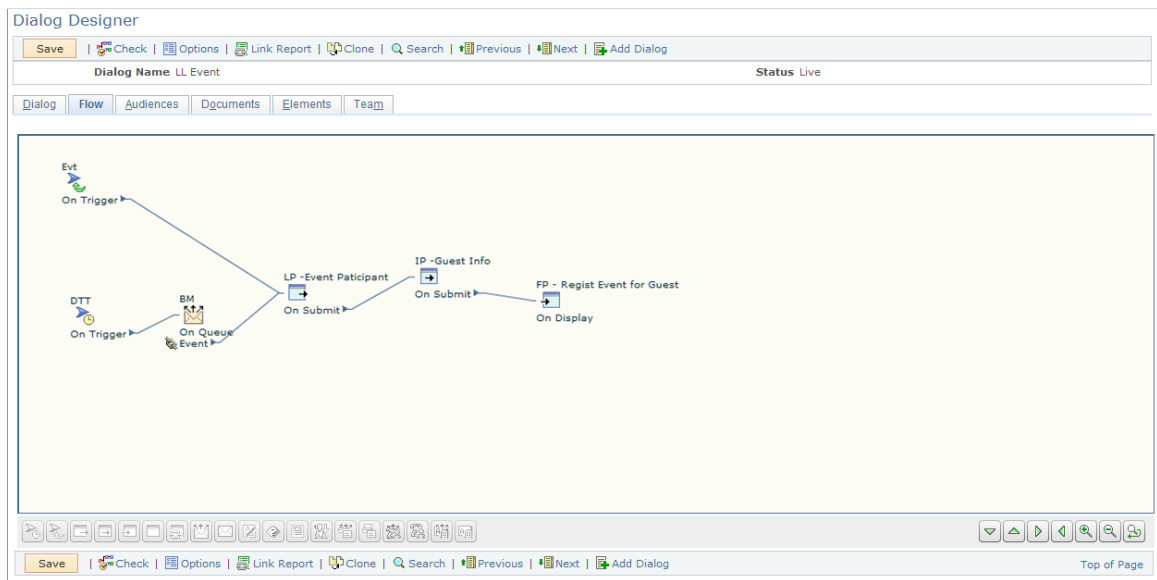 Dialog Designer
Save | Check | Options | Link Report | Clone | Search | Previous | Next | Add Dialog
Dialog Name LL Event Status Live
Dialog Flow Audiences Documents Elements Team
Evt
On Trigger
IP -Guest Info
LP -Event Paticipant
FP - Regist Event for Guest
On Submit
DTT
BM
On Submit
On Display
On Trigger
On Queue
Event
Save | Check | Options | Link Report | Clone | Search | Previous | Next | Add Dialog Top of Page